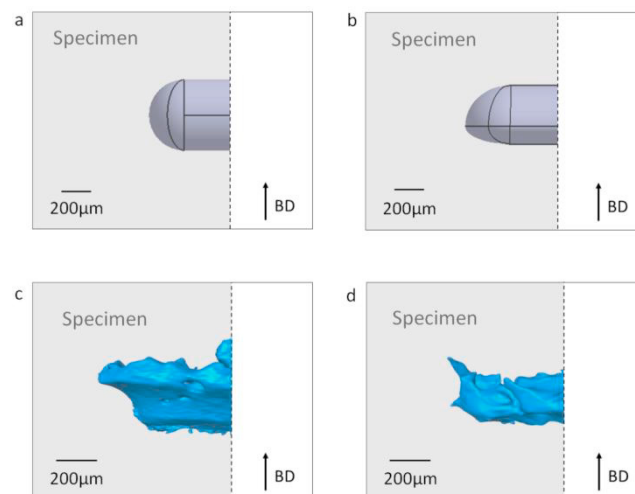 a
Specimen
200μm
BD
b
Specimen
200μm
BD
c
Specimen
200μm
BD
d
Specimen
200μm
BD